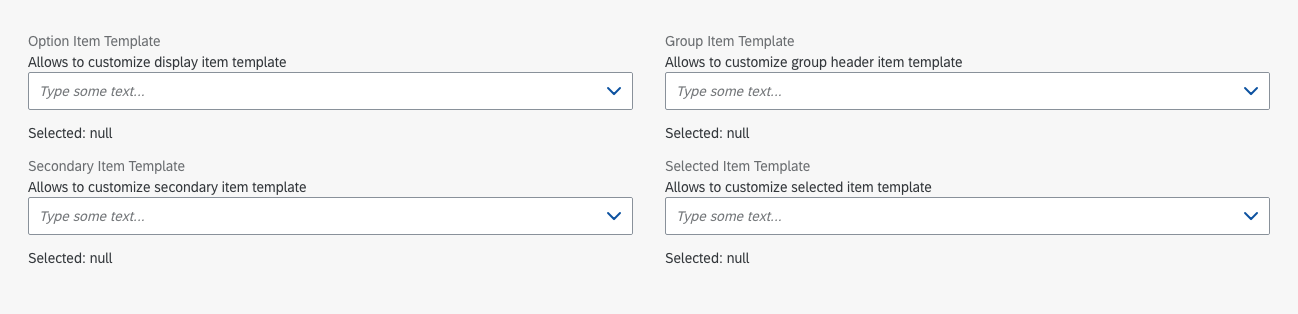 Option Item Template
Allows to customize display item template
Type some text...
Selected: null
Group Item Template
Allows to customize group header item template
Type some text...
Selected: null
Secondary Item Template
Allows to customize secondary item template
Type some text...
Selected: null
Selected Item Template
Allows to customize selected item template
Type some text...
Selected: null